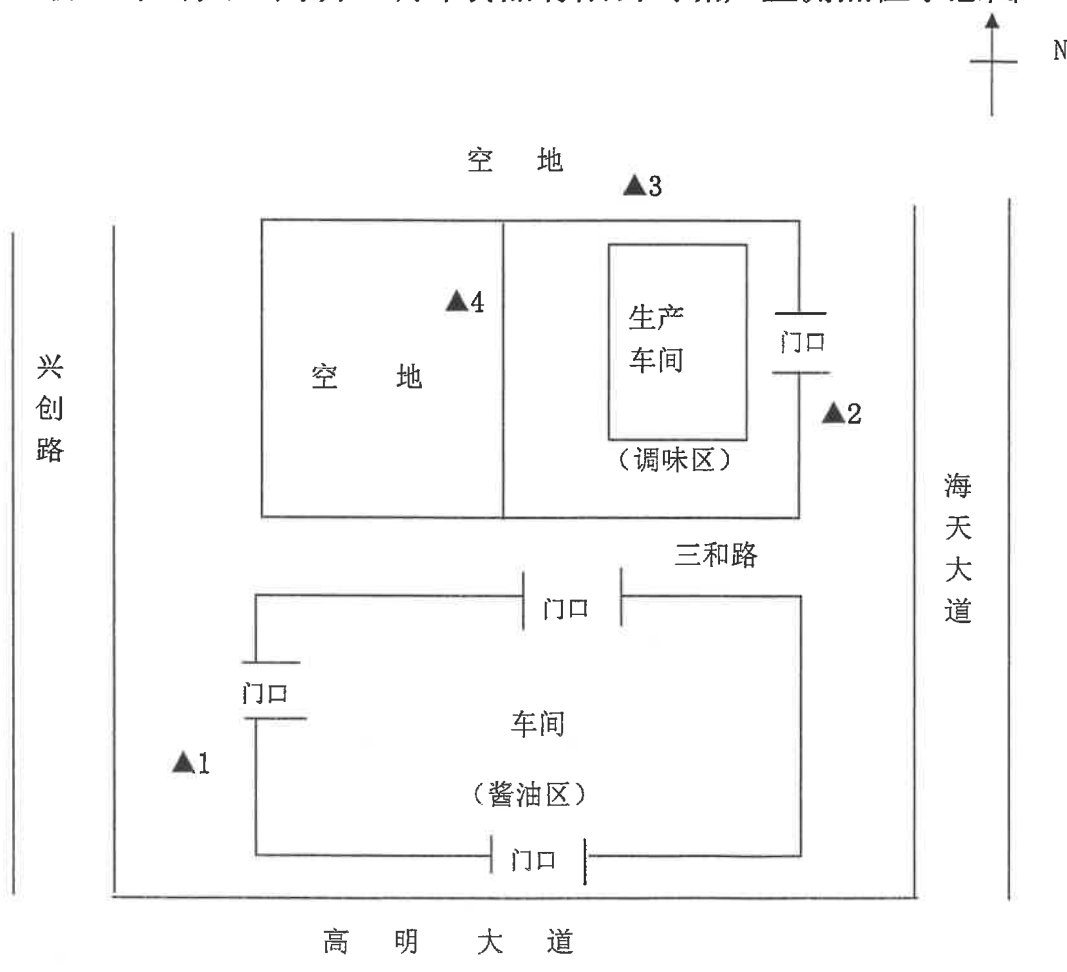 N
空 地
▲3
▲4
生产
车间
门口
空 地
兴创路
▲2
（调味区）
海天大道
三和路
门口
门口
车间
▲1
（酱油区）
门口
高 明 大 道